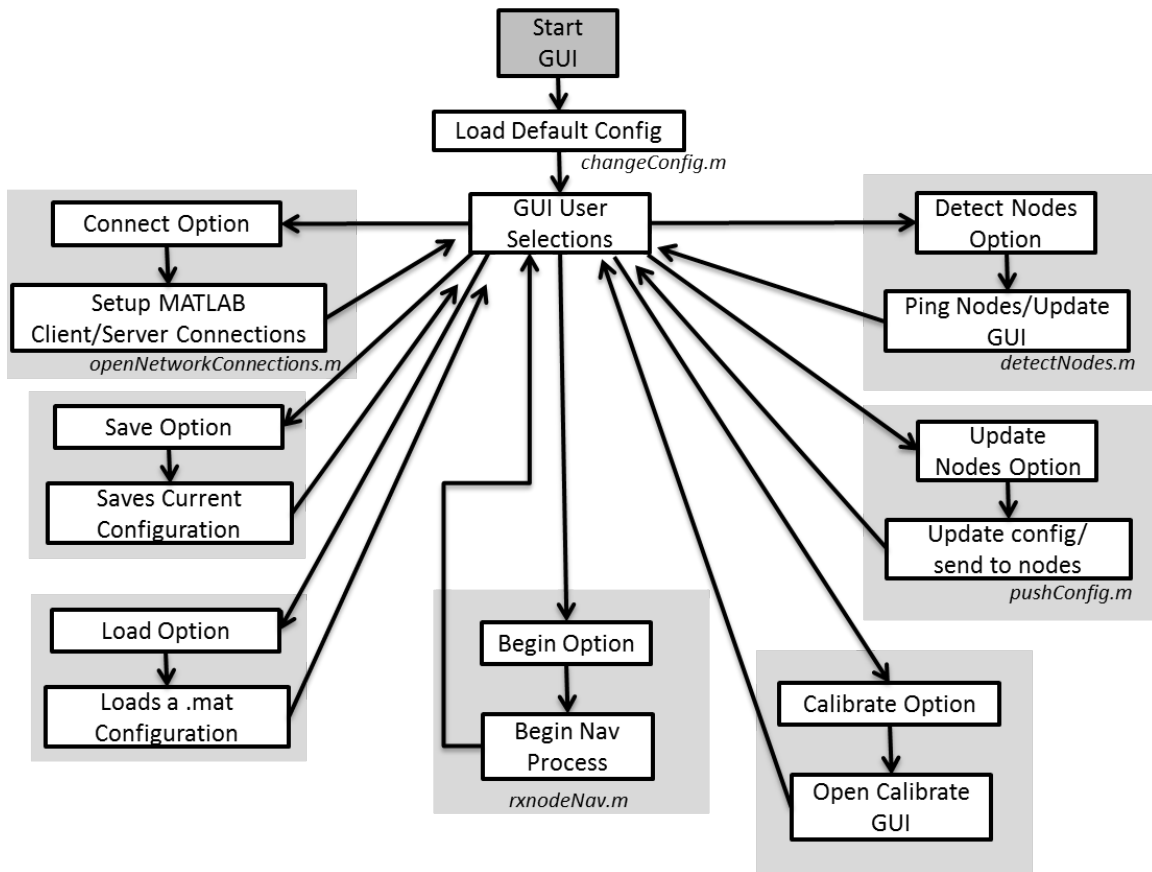 Start
GUI
Load Default Config
changeConfig.m
GUI User
Selections
Connect Option
Setup MATLAB
Client/Server Connections
openNetworkConnections.m
Save Option
Saves Current
Configuration
Load Option
Loads a .mat
Configuration
Begin Option
Begin Nav
Process
rxnodeNav.m
Detect Nodes
Option
Ping Nodes/Update
GUI
detectNodes.m
Update
Nodes Option
Update config/
send to nodes
pushConfig.m
Calibrate Option
Open Calibrate
GUI